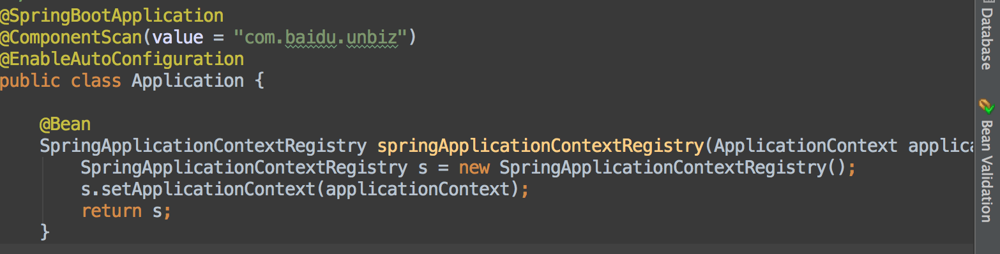 @SpringBootApplication
@ComponentScan(value = "com.baidu.unbiz")
@EnableAutoConfiguration
public class Application {
@Bean
SpringApplicationContextRegistry springApplicationContextRegistry(ApplicationContext applic
SpringApplicationContextRegistry s = new SpringApplicationContextRegistry();
s.setApplicationContext(applicationContext);
return s;
}
Database
Bean Validation